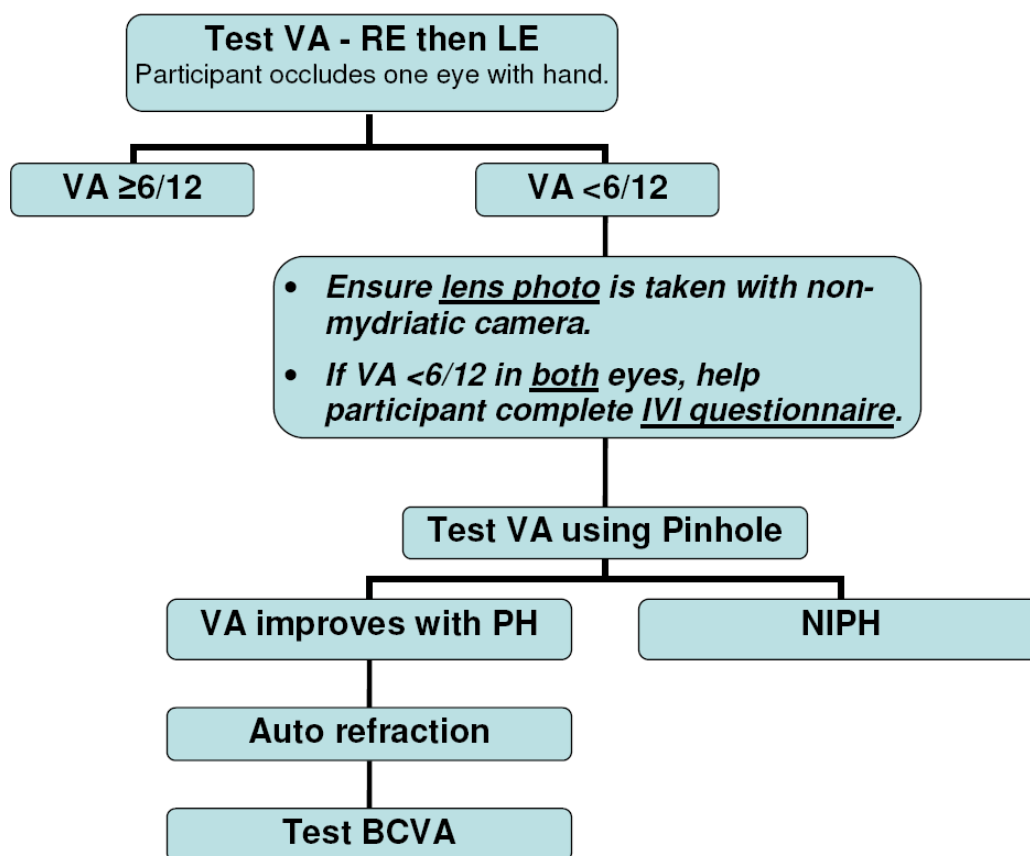 Test VA - RE then LE
Participant occludes one eye with hand.
VA ≥6/12
VA <6/12
• Ensure lens photo is taken with non-
mydriatic camera.
• If VA <6/12 in both eyes, help
participant complete IVI questionnaire.
Test VA using Pinhole
VA improves with PH
NIPH
Auto refraction
Test BCVA